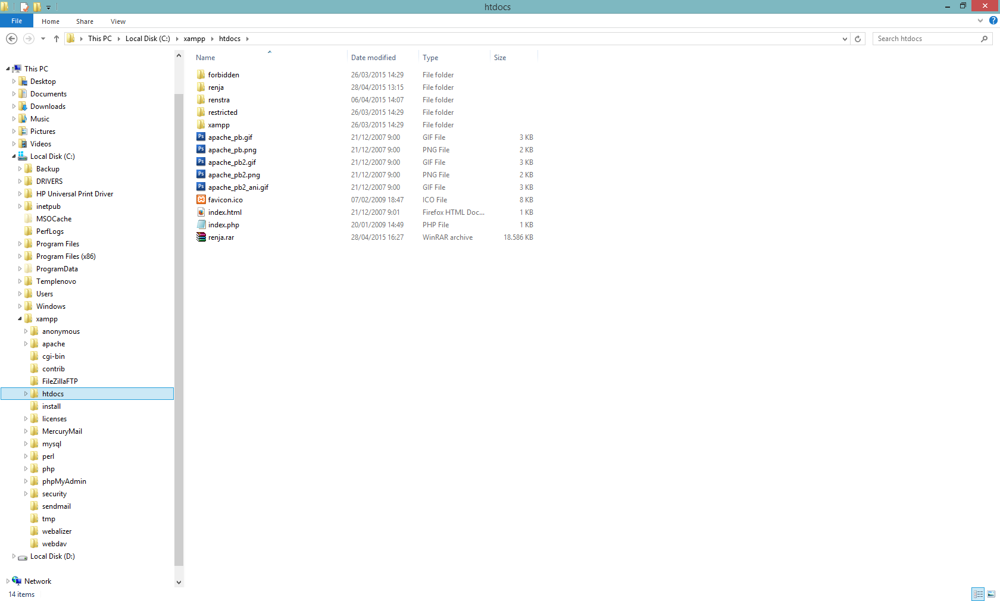 htdocs
File Home Share View
This PC Local Disk (C:) xampp htdocs
Search htdocs
This PC
Desktop
Documents
Downloads
Music
Pictures
Videos
Local Disk (C:)
Backup
DRIVERS
HP Universal Print Driver
inetpub
MSOCache
PerfLogs
Program Files
Program Files (x86)
ProgramData
Templenovo
Users
Windows
xampp
anonymous
apache
cgi-bin
contrib
FileZillaFTP
htdocs
install
licenses
MercuryMail
mysql
perl
php
phpMyAdmin
security
sendmail
tmp
webalizer
webdav
Local Disk (D:)
Network
Name Date modified Type Size
forbidden 26/03/2015 14:29 File folder
renja 28/04/2015 13:15 File folder
renstra 06/04/2015 14:07 File folder
restricted 26/03/2015 14:29 File folder
xampp 26/03/2015 14:29 File folder
Ps apache_pb.gif 21/12/2007 9:00 GIF File 3 KB
Ps apache_pb.png 21/12/2007 9:00 PNG File 2 KB
Ps apache_pb2.gif 21/12/2007 9:00 GIF File 3 KB
Ps apache_pb2.png 21/12/2007 9:00 PNG File 2 KB
Ps apache_pb2_ani.gif 21/12/2007 9:00 GIF File 3 KB
favicon.ico 07/02/2009 18:47 ICO File 8 KB
index.html 21/12/2007 9:01 Firefox HTML Doc... 1 KB
index.php 20/01/2009 14:49 PHP File 1 KB
renja.rar 28/04/2015 16:27 WinRAR archive 18.586 KB
14 items